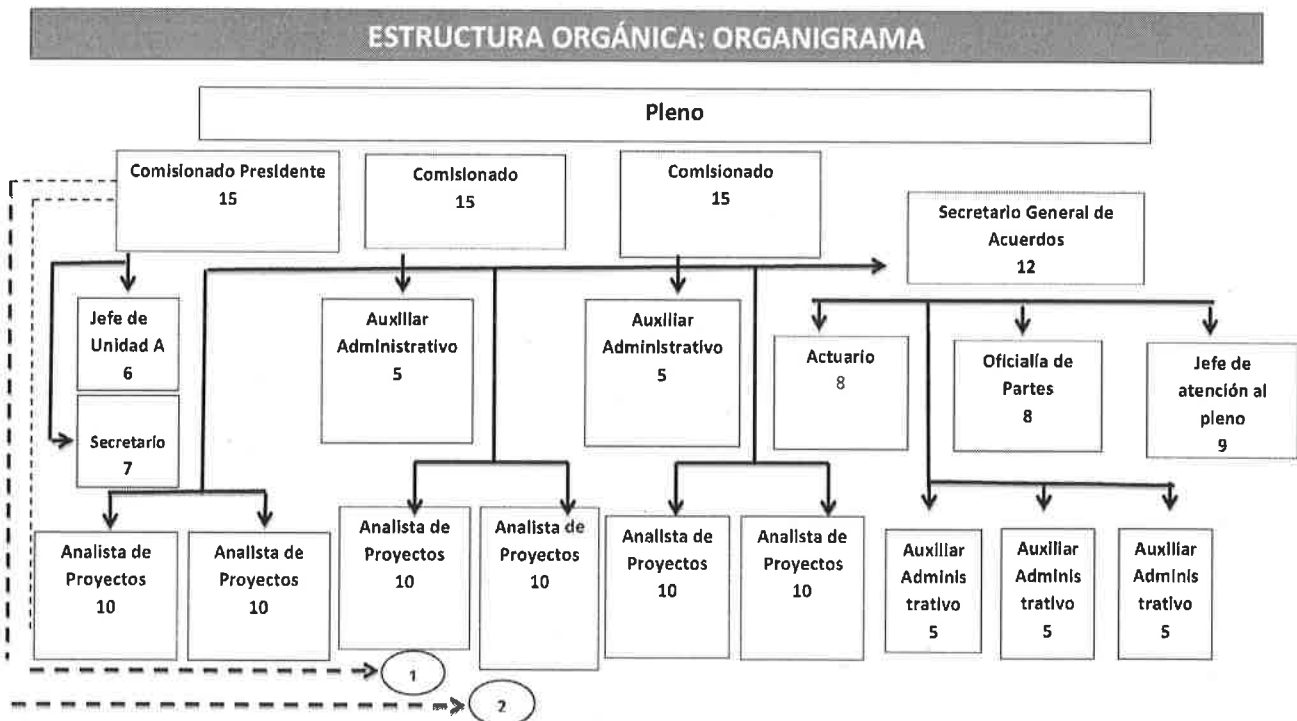 ESTRUCTURA ORGÁNICA: ORGANIGRAMA
Pleno
Comisionado Presidente
15
Comisionado
15
Comisionado
15
Secretario General de
Acuerdos
12
Jefe de
Unidad A
6
Secretario
7
Auxiliar
Administrativo
5
Auxiliar
Administrativo
5
Actuario
8
Oficialía de
Partes
8
Jefe de
atención al
pleno
9
Analista de
Proyectos
10
Analista de
Proyectos
10
Analista de
Proyectos
10
Analista de
Proyectos
10
Analista de
Proyectos
10
Analista de
Proyectos
10
Auxiliar
Adminis
trativo
5
Auxiliar
Adminis
trativo
5
Auxiliar
Adminis
trativo
5
1
2